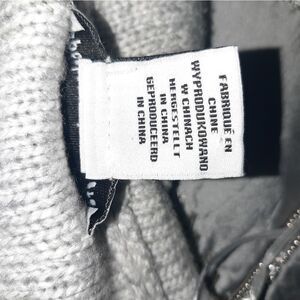 FABRIQUÉ EN
CHINE
WYPRODUKOWANO
W CHINACH
HERGESTELLT
IN CHINA
GEPRODUCEERD
IN CHINA